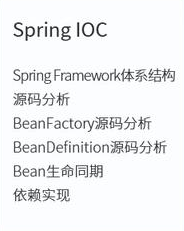 Spring IOC
Spring Framework体系结构
源码分析
BeanFactory源码分析
BeanDefinition源码分析
Bean生命同期
依赖实现